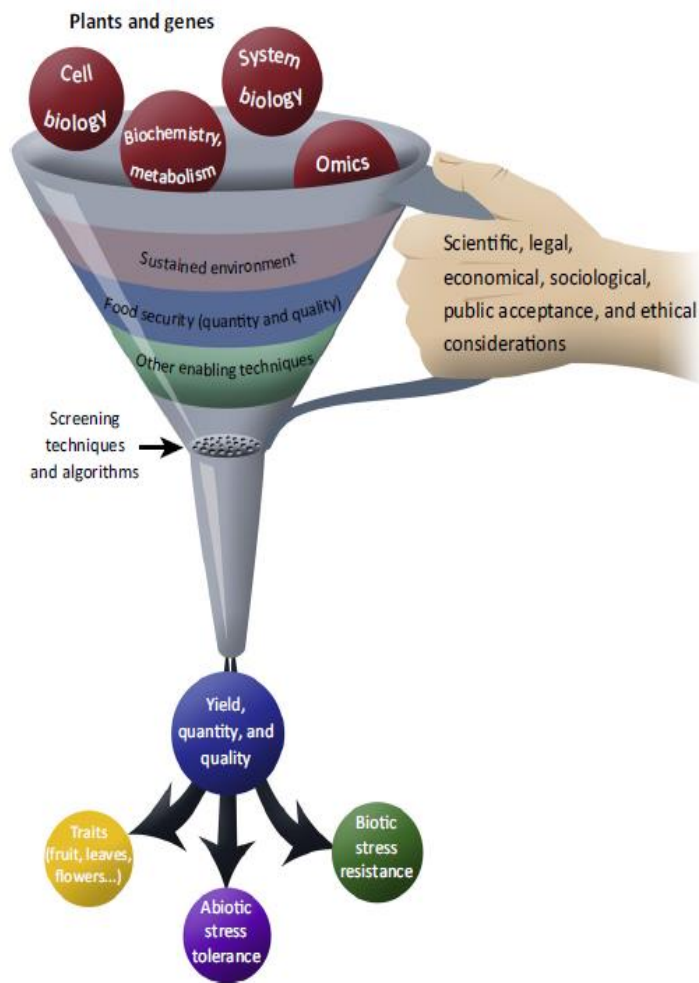 Plants and genes
Cell
biology
System
biology
Biochemistry,
metabolism
Omics
Sustained environment
Food security (quantity and quality)
Other enabling techniques
Scientific, legal,
economical, sociological,
public acceptance, and ethical
considerations
Screening
techniques
and algorithms
Yield,
quantity, and
quality
Traits
(fruit, leaves,
flowers...)
Abiotic
stress
tolerance
Biotic
stress
resistance